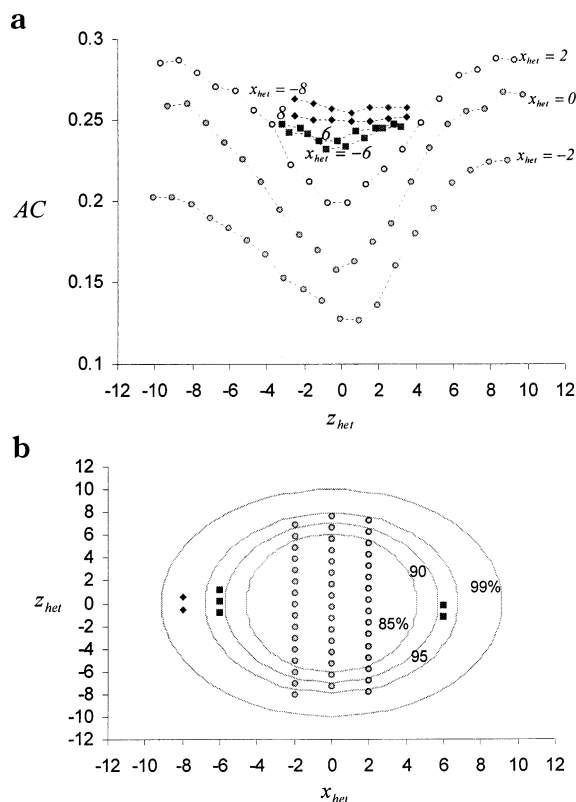 a
0.3
0.25
0.2
0.15
0.1
AC
x_het = 2
x_het = −8
x_het = 0
8
6
x_het = −6
x_het = −2
-12 -10 -8 -6 -4 -2 0 2 4 6 8 10 12
z_het
b
12
10
8
6
4
2
0
-2
-4
-6
-8
-10
-12
z_het
90
99%
85%
95
-12 -10 -8 -6 -4 -2 0 2 4 6 8 10 12
x_het